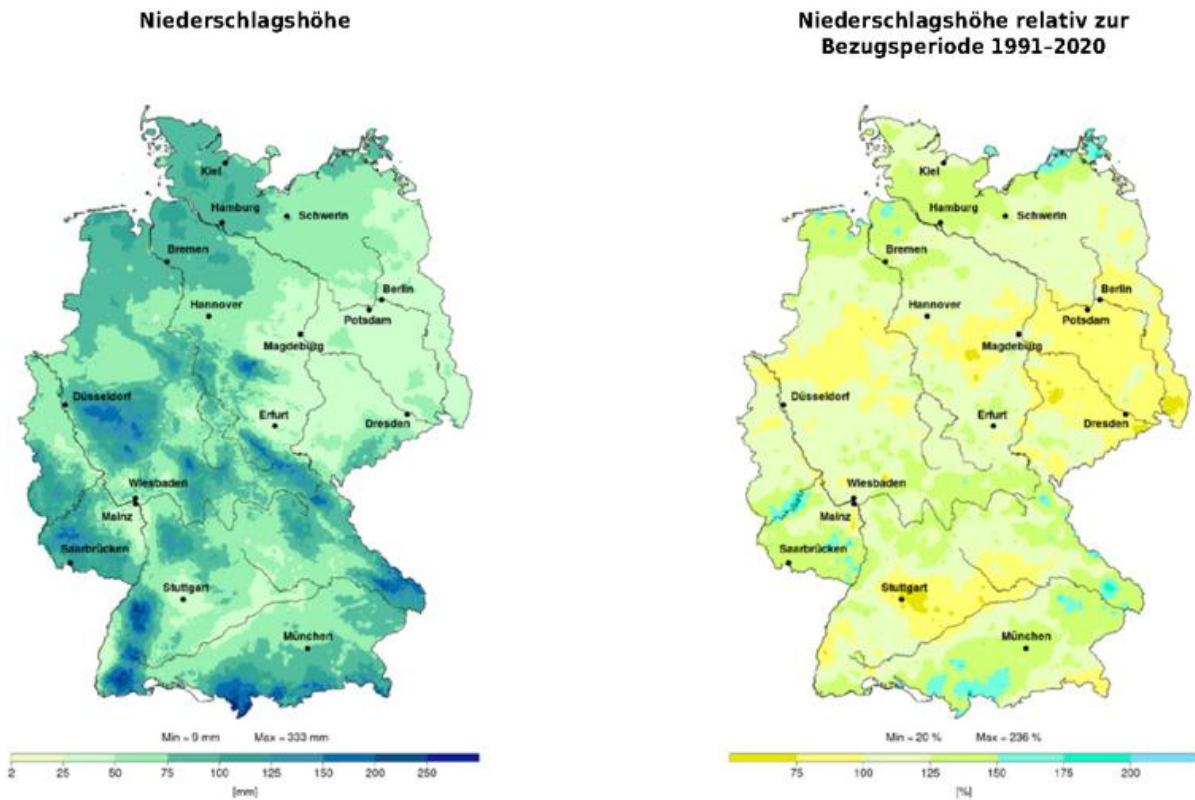 Niederschlagshöhe
Niederschlagshöhe relativ zur
Bezugsperiode 1991–2020
Kiel
Hamburg
Schwerin
Bremen
Berlin
Hannover
Potsdam
Magdeburg
Düsseldorf
Erfurt
Dresden
Wiesbaden
Mainz
Saarbrücken
Stuttgart
München
Min = 9 mm Max = 333 mm
2 25 50 75 100 125 150 200 250
[mm]
Kiel
Hamburg
Schwerin
Bremen
Berlin
Hannover
Potsdam
Magdeburg
Düsseldorf
Erfurt
Dresden
Wiesbaden
Mainz
Saarbrücken
Stuttgart
München
Min = 20 % Max = 236 %
75 100 125 150 175 200
[%]